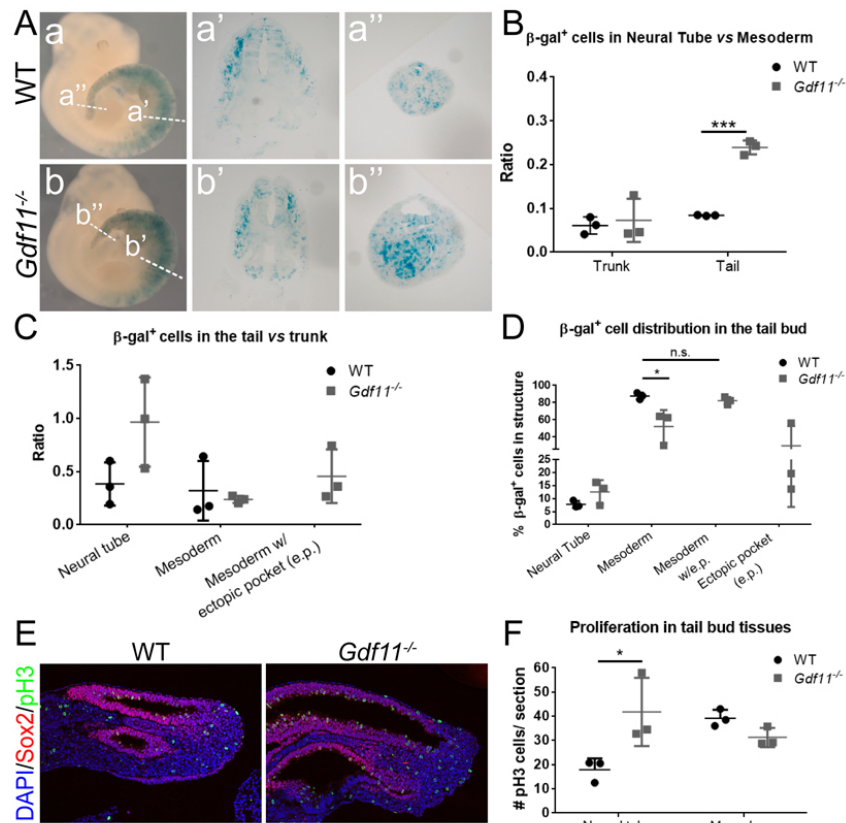 A
a
a'
a''
a''
a'
WT
b
b'
b''
b''
b'
Gdf11-/-
B
β-gal+ cells in Neural Tube vs Mesoderm
WT
Gdf11-/-
***
0.4
0.3
0.2
0.1
0.0
Ratio
Trunk
Tail
C
β-gal+ cells in the tail vs trunk
WT
Gdf11-/-
1.5
1.0
0.5
0.0
Ratio
Neural tube
Mesoderm
Mesoderm w/
ectopic pocket (e.p.)
D
β-gal+ cell distribution in the tail bud
n.s.
WT
Gdf11-/-
*
100
80
60
40
25
20
15
10
5
0
% β-gal+ cells in structure
Neural Tube
Mesoderm
Mesoderm
w/e.p.
Ectopic pocket
(e.p.)
E
WT
Gdf11-/-
DAPI/Sox2/pH3
F
Proliferation in tail bud tissues
WT
Gdf11-/-
*
60
50
40
30
20
10
0
# pH3 cells/ section